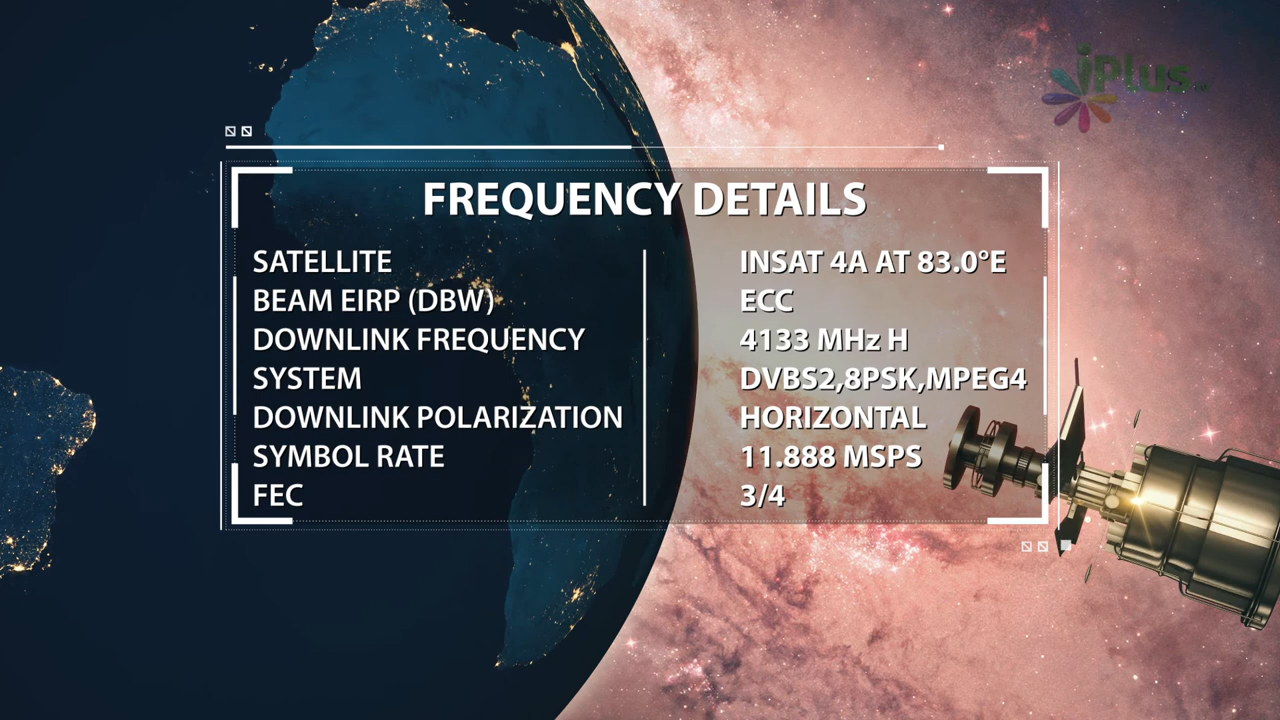 iPlus
FREQUENCY DETAILS
SATELLITE INSAT 4A AT 83.0°E
BEAM EIRP (DBW) ECC
DOWNLINK FREQUENCY 4133 MHz H
SYSTEM DVBS2,8PSK,MPEG4
DOWNLINK POLARIZATION HORIZONTAL
SYMBOL RATE 11.888 MSPS
FEC 3/4